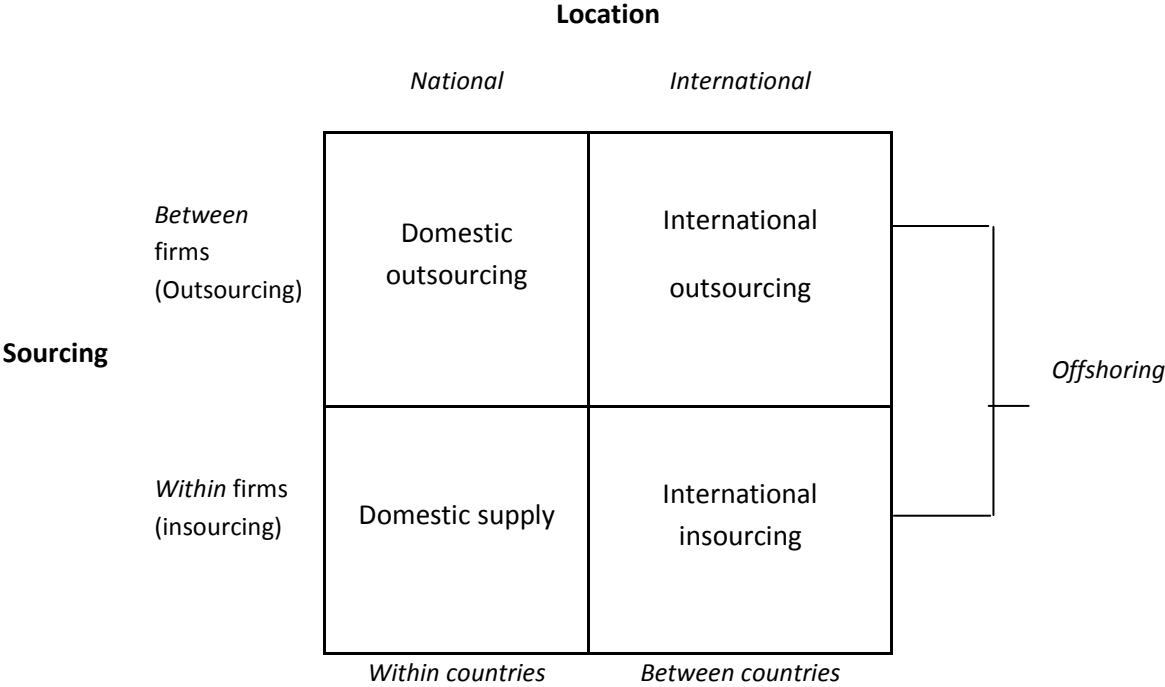 Location
National
International
Between
firms
(Outsourcing)
Domestic
outsourcing
International
outsourcing
Sourcing
Offshoring
Within firms
(insourcing)
Domestic supply
International
insourcing
Within countries
Between countries